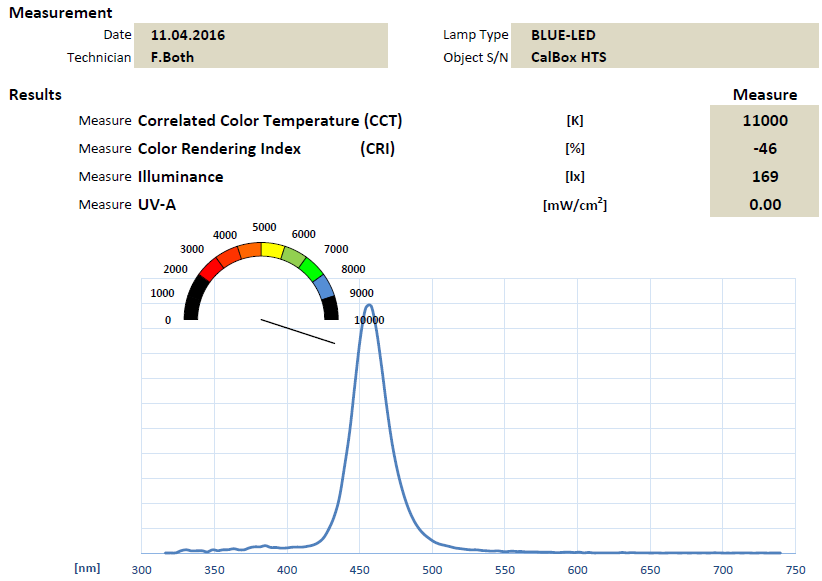 Measurement
Date 11.04.2016 Lamp Type BLUE-LED
Technician F.Both Object S/N CalBox HTS
Results Measure
Measure Correlated Color Temperature (CCT) [K] 11000
Measure Color Rendering Index (CRI) [%] -46
Measure Illuminance [lx] 169
Measure UV-A [mW/cm²] 0.00
0 1000 2000 3000 4000 5000 6000 7000 8000 9000 10000
[nm] 300 350 400 450 500 550 600 650 700 750